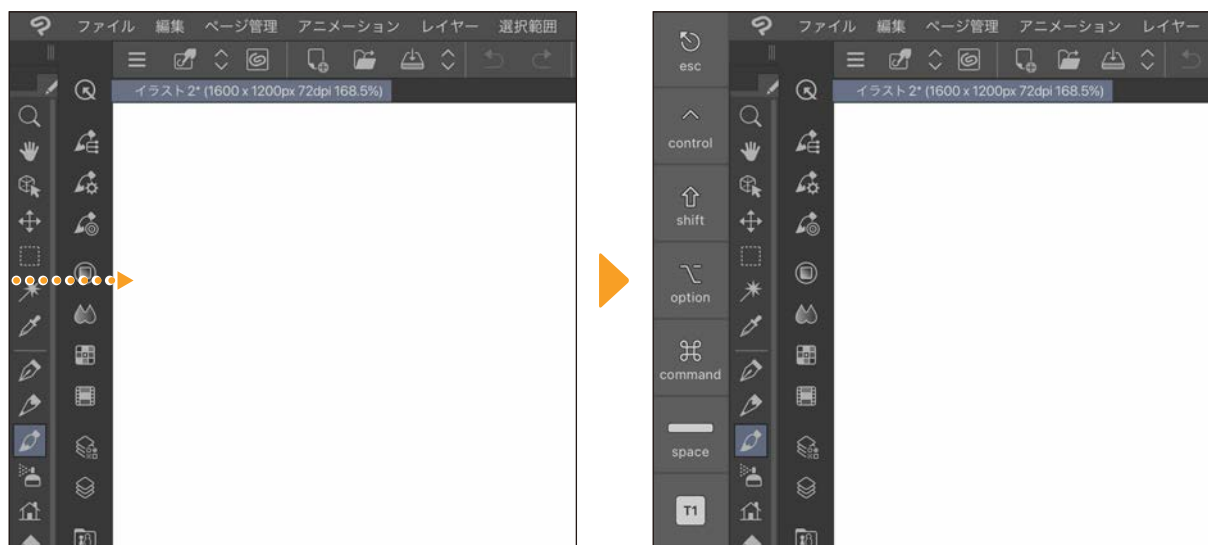 ファイル 編集 ページ管理 アニメーション レイヤー 選択範囲
イラスト 2* (1600 x 1200px 72dpi 168.5%)
esc
control
shift
option
command
space
T1
ファイル 編集 ページ管理 アニメーション レイヤー
イラスト 2* (1600 x 1200px 72dpi 168.5%)